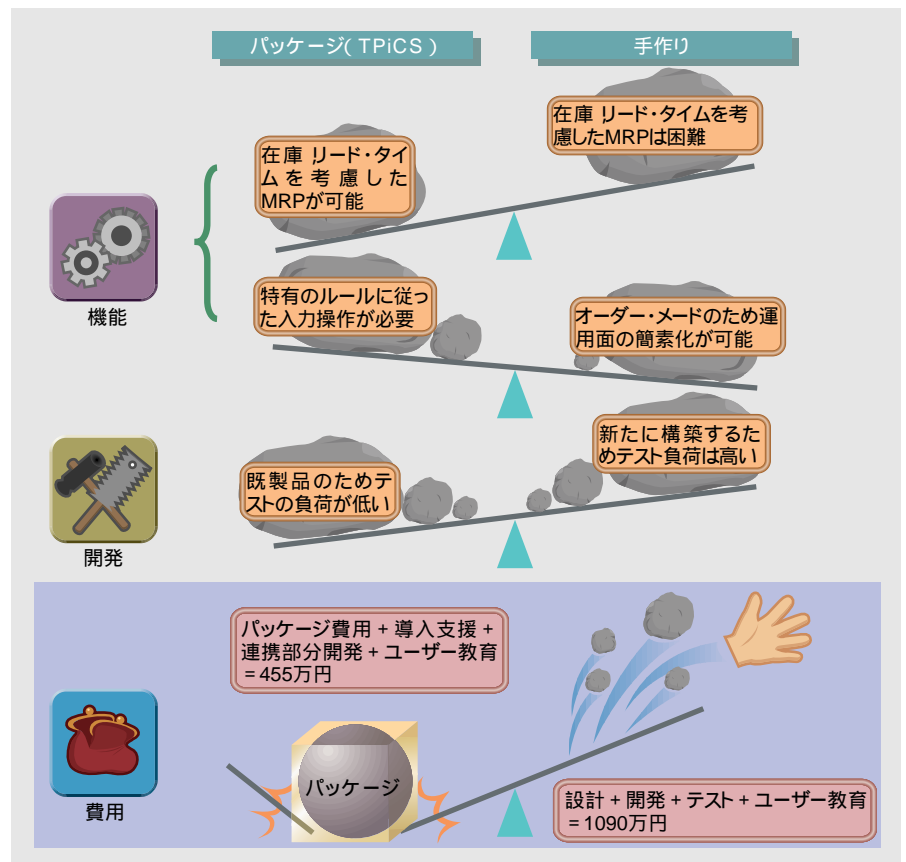 パッケージ(TPiCS)
手作り
在庫 リード・タイ
ムを考慮した
MRPが可能
在庫 リード・タイムを考
慮したMRPは困難
機能
特有のルールに従っ
た入力操作が必要
オーダー・メードのため運
用面の簡素化が可能
開発
既製品のためテ
ストの負荷が低い
新たに構築するた
めテスト負荷は高い
費用
パッケージ費用+導入支援+
連携部分開発+ユーザー教育
=455万円
パッケージ
設計+開発+テスト+ユーザー教育
=1090万円